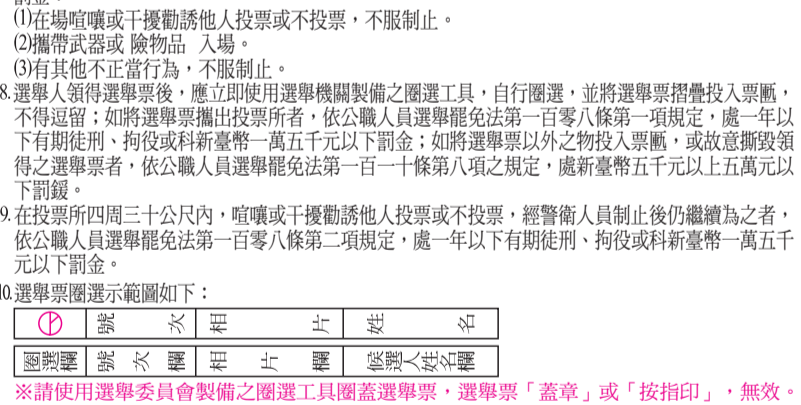 (1)在場喧嚷或干擾勸誘他人投票或不投票，不服制止。
(2)攜帶武器或 險物品 入場。
(3)有其他不正當行為，不服制止。
8.選舉人領得選舉票後，應立即使用選舉機關製備之圈選工具，自行圈選，並將選舉票摺疊投入票匭，
不得逗留；如將選舉票攜出投票所者，依公職人員選舉罷免法第一百零八條第一項規定，處一年以
下有期徒刑、拘役或科新臺幣一萬五千元以下罰金；如將選舉票以外之物投入票匭，或故意撕毀領
得之選舉票者，依公職人員選舉罷免法第一百一十條第八項之規定，處新臺幣五千元以上五萬元以
下罰鍰。
9.在投票所四周三十公尺內，喧嚷或干擾勸誘他人投票或不投票，經警衛人員制止後仍繼續為之者，
依公職人員選舉罷免法第一百零八條第二項規定，處一年以下有期徒刑、拘役或科新臺幣一萬五千
元以下罰金。
10.選舉票圈選示範圖如下：
號次 相片 姓名
圈選欄 號次欄 相片欄 候選人姓名欄
※請使用選舉委員會製備之圈選工具圈蓋選舉票，選舉票「蓋章」或「按指印」，無效。